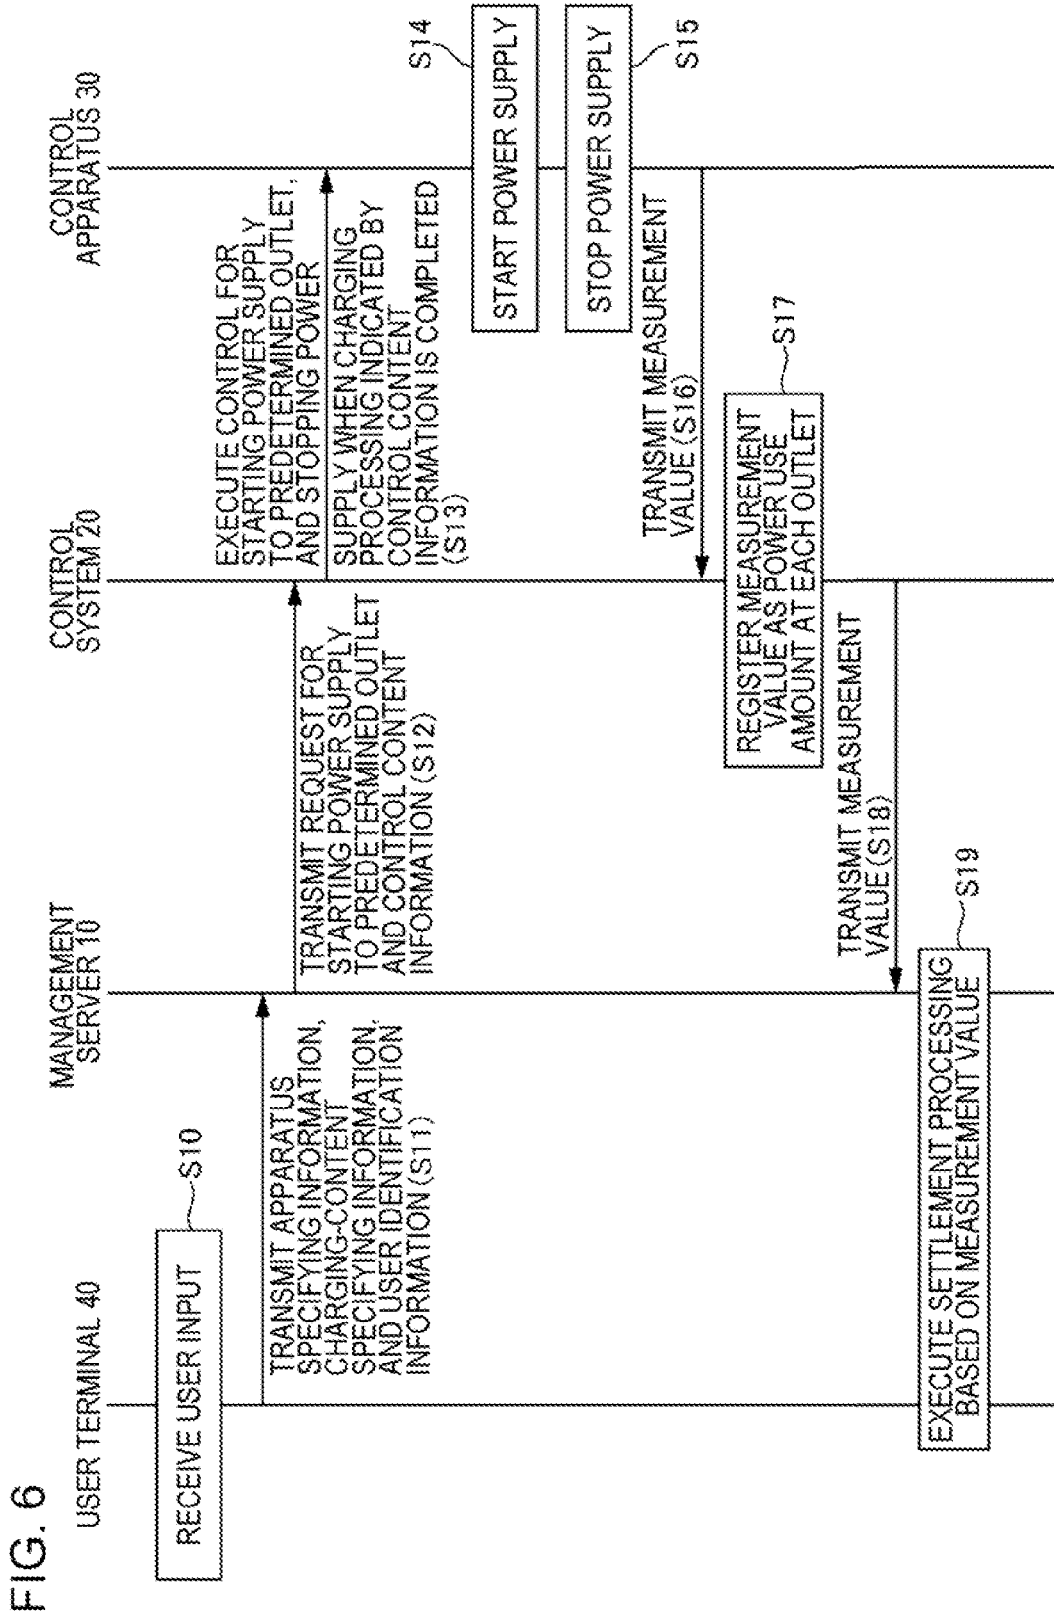 FIG. 6
USER TERMINAL 40
MANAGEMENT
SERVER 10
CONTROL
SYSTEM 20
CONTROL
APPARATUS 30
RECEIVE USER INPUT
S10
TRANSMIT APPARATUS
SPECIFYING INFORMATION,
CHARGING-CONTENT
SPECIFYING INFORMATION,
AND USER IDENTIFICATION
INFORMATION (S11)
TRANSMIT REQUEST FOR
STARTING POWER SUPPLY
TO PREDETERMINED OUTLET
AND CONTROL CONTENT
INFORMATION (S12)
EXECUTE CONTROL FOR
STARTING POWER SUPPLY
TO PREDETERMINED OUTLET,
AND STOPPING POWER
SUPPLY WHEN CHARGING
PROCESSING INDICATED BY
CONTROL CONTENT
INFORMATION IS COMPLETED
(S13)
START POWER SUPPLY
S14
STOP POWER SUPPLY
S15
TRANSMIT MEASUREMENT
VALUE (S16)
REGISTER MEASUREMENT
VALUE AS POWER USE
AMOUNT AT EACH OUTLET
S17
TRANSMIT MEASUREMENT
VALUE (S18)
EXECUTE SETTLEMENT PROCESSING
BASED ON MEASUREMENT VALUE
S19